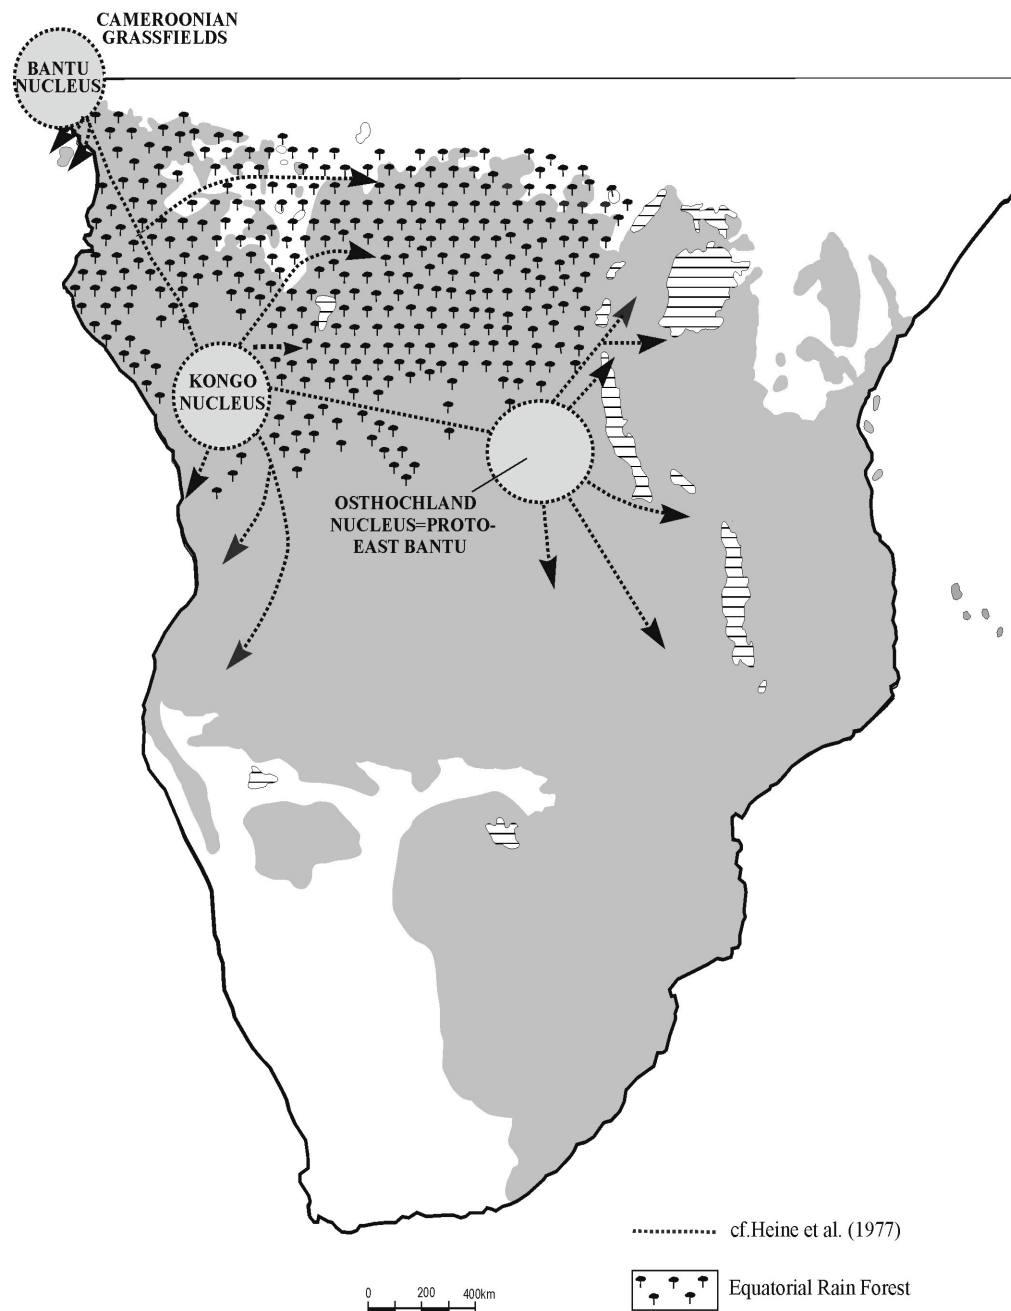 CAMEROONIAN
GRASSFIELDS
BANTU
NUCLEUS
KONGO
NUCLEUS
OSTHOCHLAND
NUCLEUS=PROTO-
EAST BANTU
cf.Heine et al. (1977)
Equatorial Rain Forest
0 200 400km